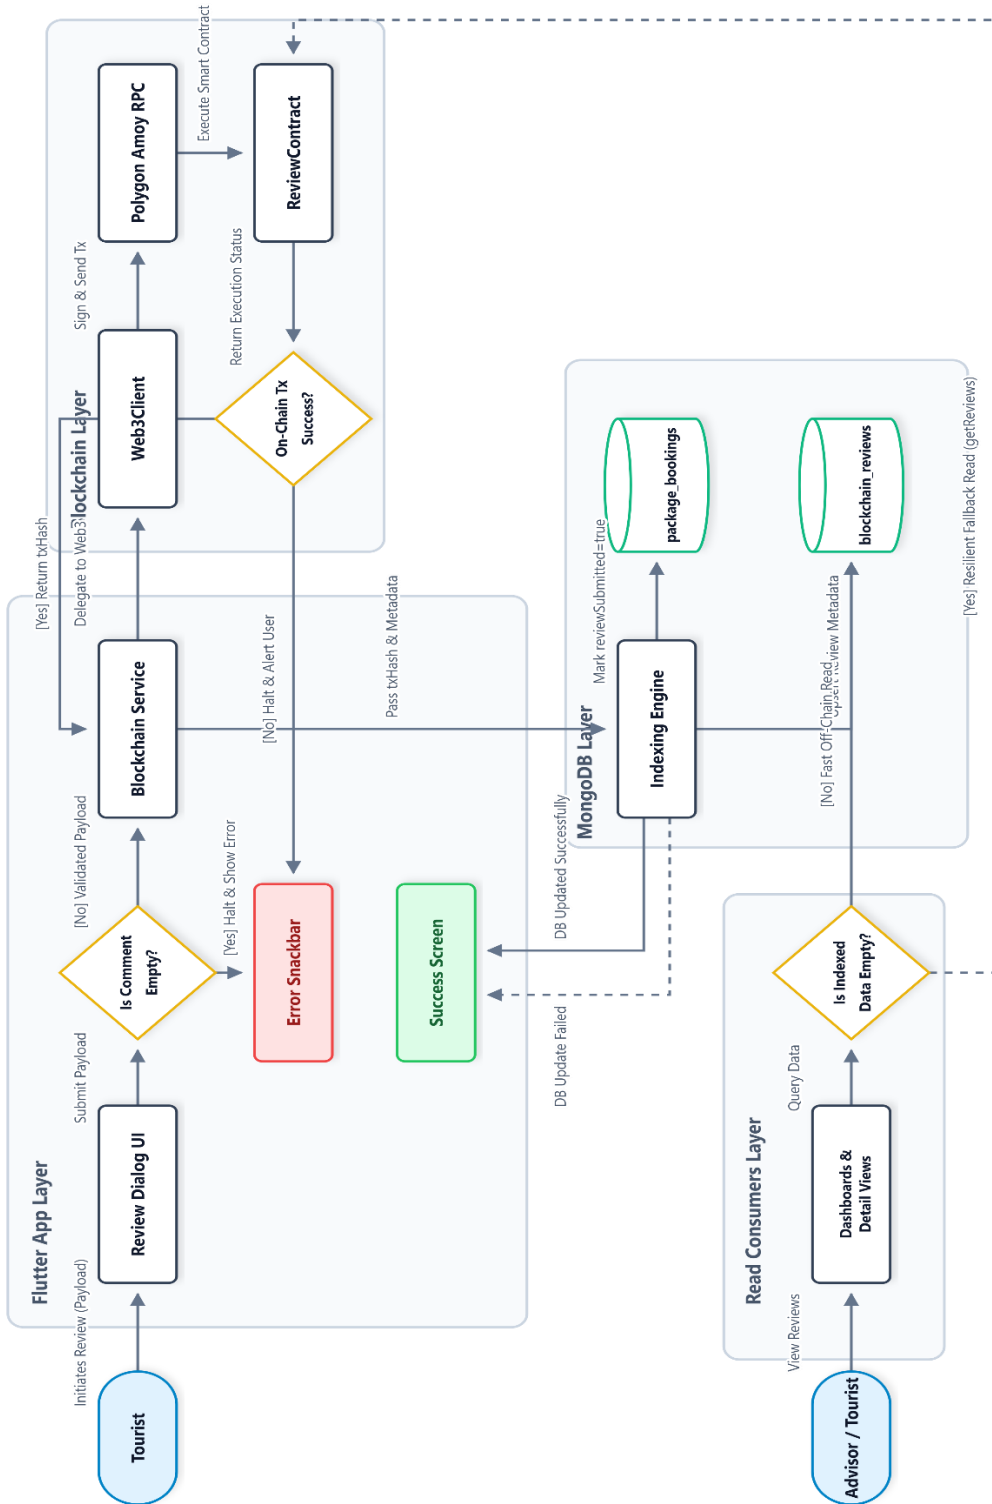 Flutter App Layer
Blockchain Layer
MongoDB Layer
Read Consumers Layer
Tourist
Initiates Review (Payload)
Review Dialog UI
Submit Payload
Is Comment
Empty?
[No] Validated Payload
[Yes] Halt & Show Error
Blockchain Service
Delegate to Web3
[Yes] Return txHash
Web3Client
Sign & Send Tx
Polygon Amoy RPC
Execute Smart Contract
ReviewContract
Return Execution Status
On-Chain Tx
Success?
[No] Halt & Alert User
Error Snackbar
Success Screen
Pass txHash & Metadata
Indexing Engine
Mark reviewSubmitted=true
package_bookings
blockchain_reviews
Review Metadata
DB Updated Successfully
DB Update Failed
Advisor / Tourist
View Reviews
Dashboards &
Detail Views
Query Data
Is Indexed
Data Empty?
[No] Fast Off-Chain Read
[Yes] Resilient Fallback Read (getReviews)